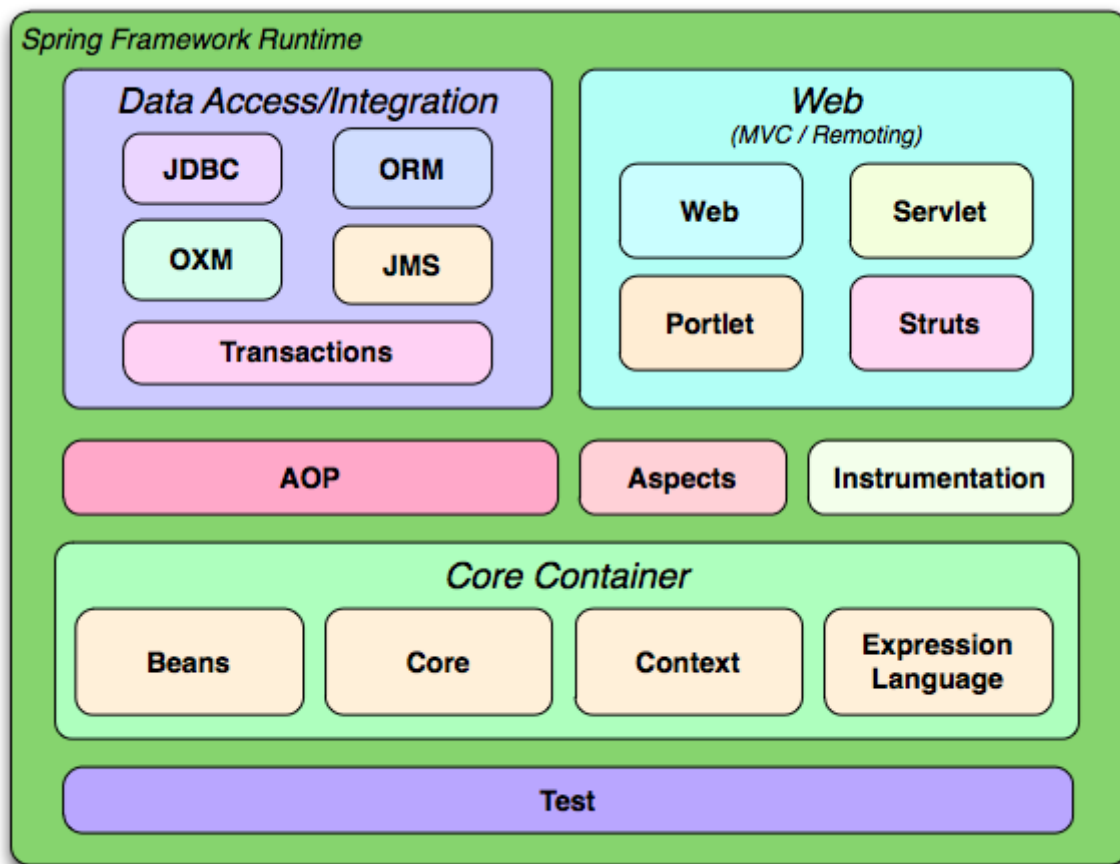 Spring Framework Runtime
Data Access/Integration
JDBC
ORM
OXM
JMS
Transactions
Web
(MVC / Remoting)
Web
Servlet
Portlet
Struts
AOP
Aspects
Instrumentation
Core Container
Beans
Core
Context
Expression
Language
Test